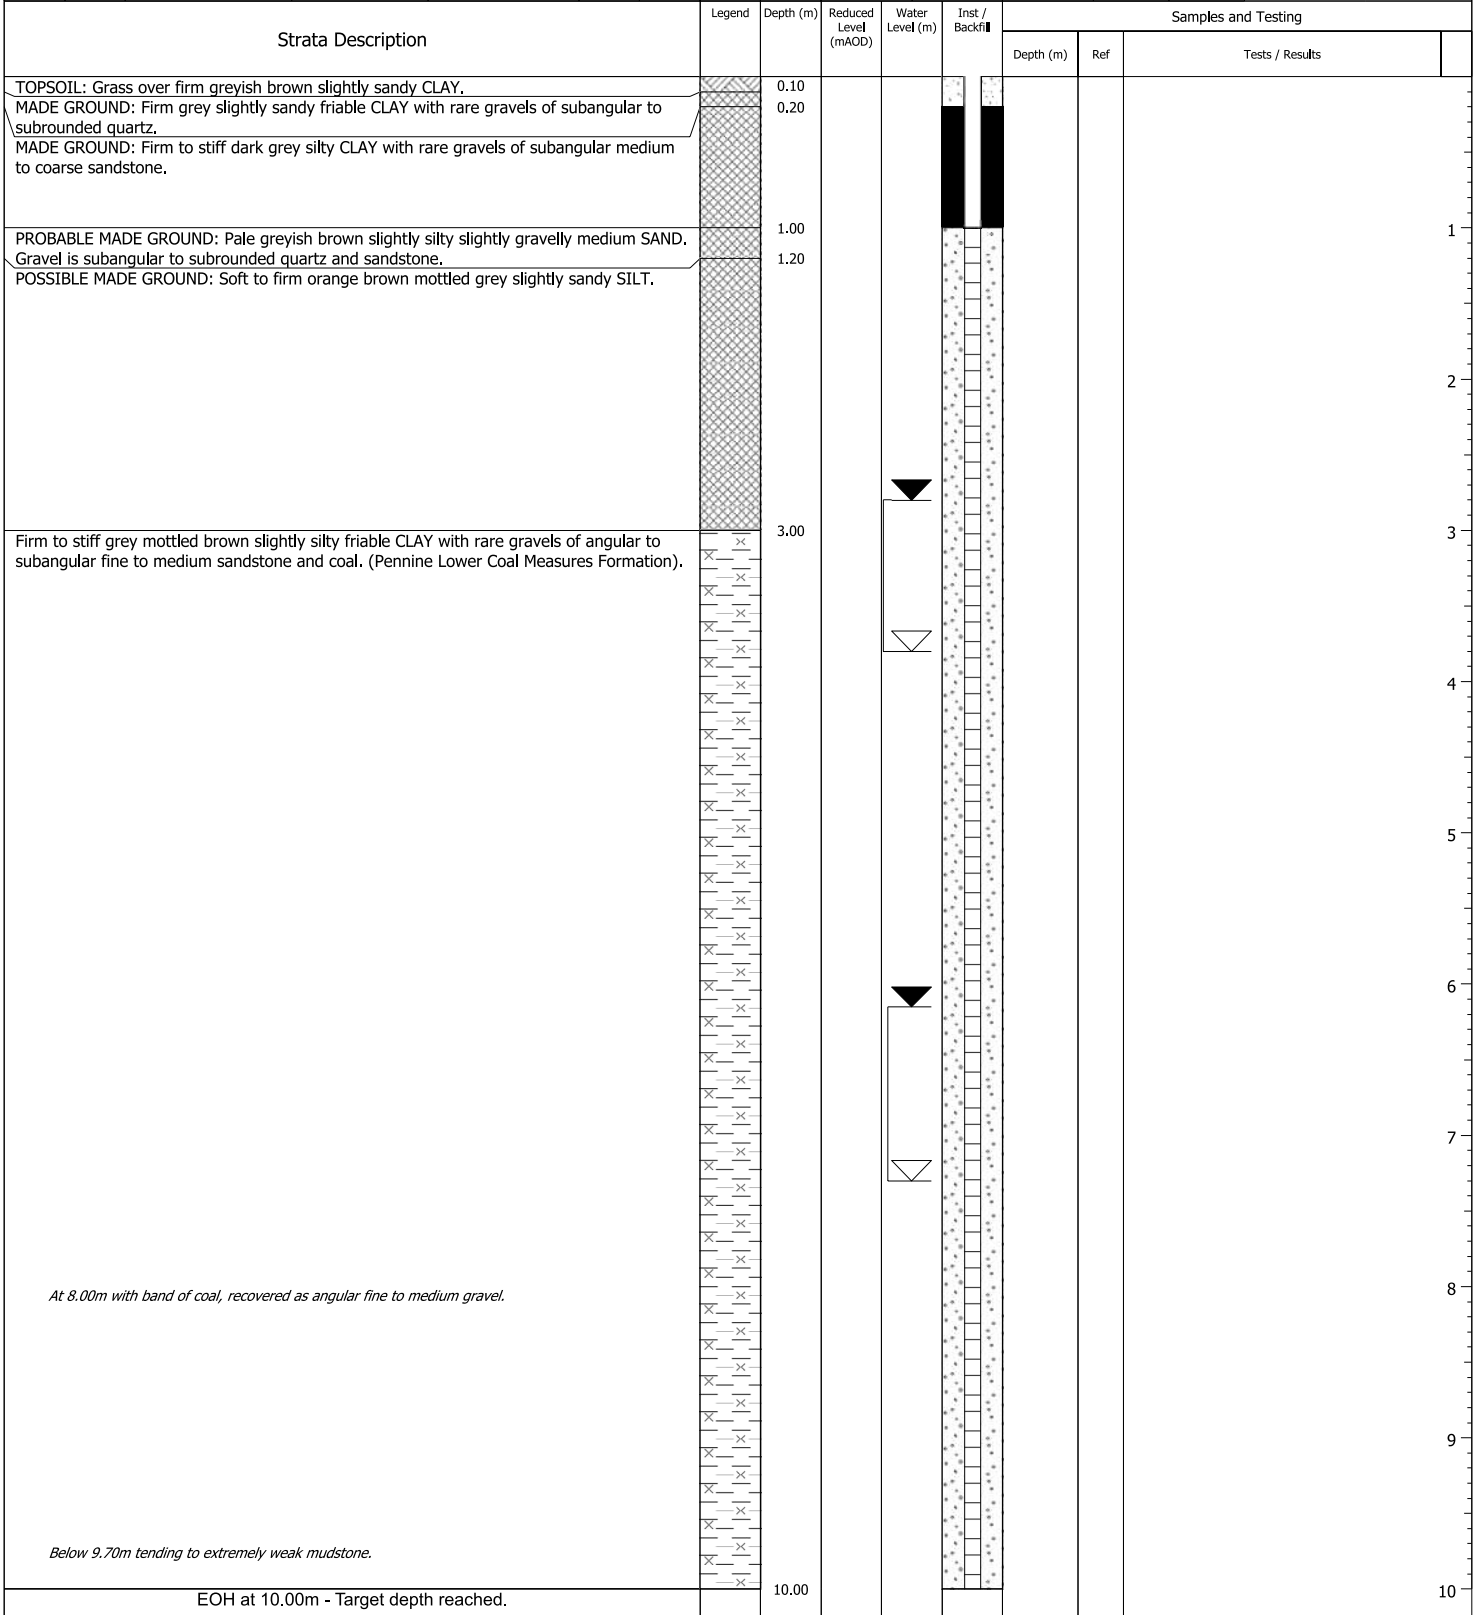 Strata Description
Legend
Depth (m)
Reduced
Level
(mAOD)
Water
Level (m)
Inst /
Backfill
Samples and Testing
Depth (m)
Ref
Tests / Results
TOPSOIL: Grass over firm greyish brown slightly sandy CLAY.
0.10
MADE GROUND: Firm grey slightly sandy friable CLAY with rare gravels of subangular to
subrounded quartz.
0.20
MADE GROUND: Firm to stiff dark grey silty CLAY with rare gravels of subangular medium
to coarse sandstone.
1.00
1
PROBABLE MADE GROUND: Pale greyish brown slightly silty slightly gravelly medium SAND.
Gravel is subangular to subrounded quartz and sandstone.
1.20
POSSIBLE MADE GROUND: Soft to firm orange brown mottled grey slightly sandy SILT.
2
3.00
3
Firm to stiff grey mottled brown slightly silty friable CLAY with rare gravels of angular to
subangular fine to medium sandstone and coal. (Pennine Lower Coal Measures Formation).
4
5
6
7
At 8.00m with band of coal, recovered as angular fine to medium gravel.
8
9
Below 9.70m tending to extremely weak mudstone.
10.00
10
EOH at 10.00m - Target depth reached.